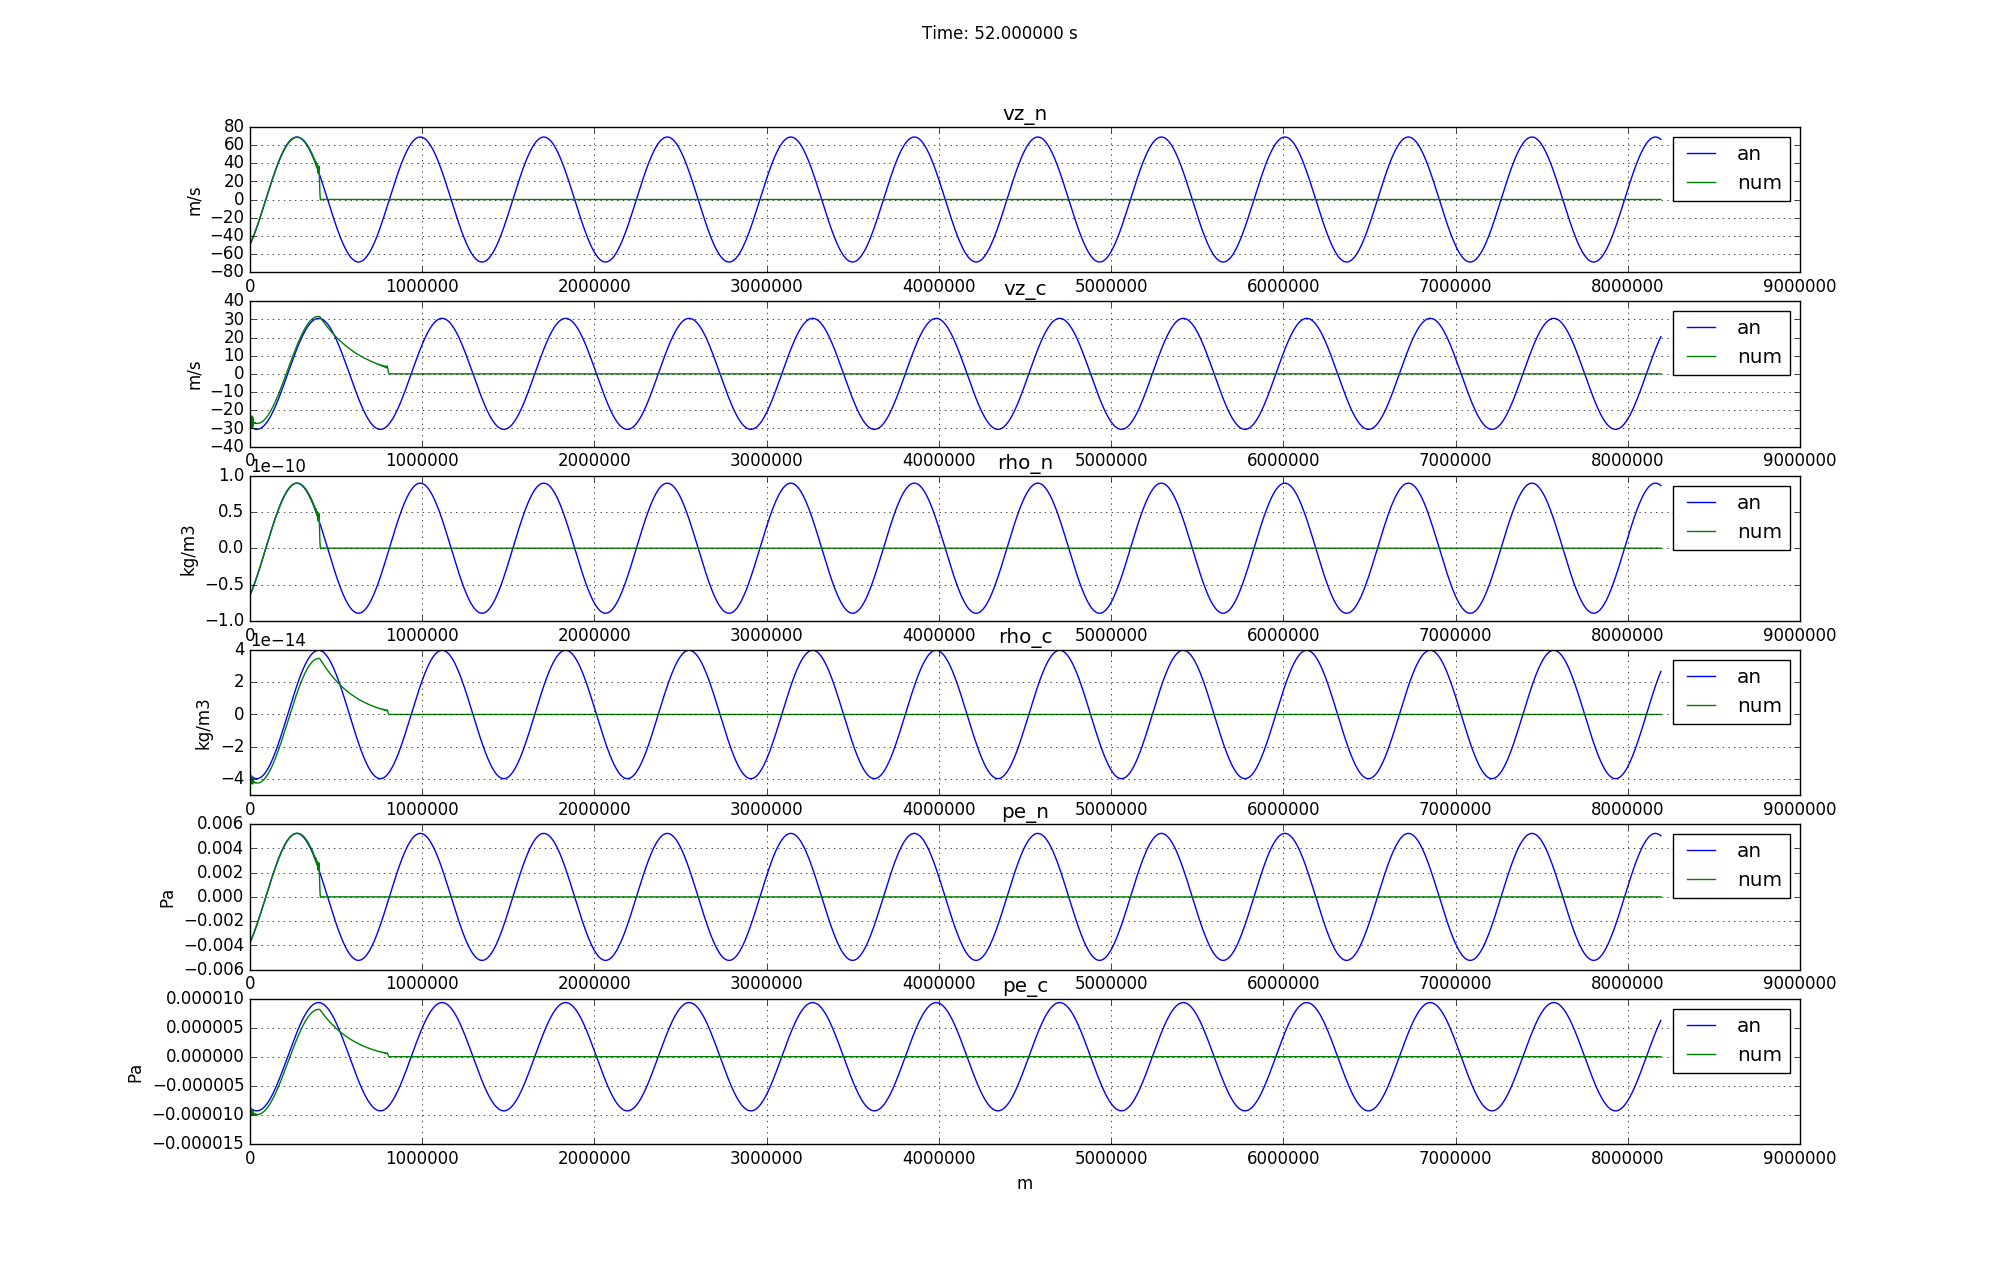 Time: 52.000000 s
vz_n
80
60
40
20
0
−20
−40
−60
−80
m/s
an
num
0 1000000 2000000 3000000 4000000 5000000 6000000 7000000 8000000 9000000
vz_c
40
30
20
10
0
−10
−20
−30
−40
m/s
an
num
0 1000000 2000000 3000000 4000000 5000000 6000000 7000000 8000000 9000000
1e−10
rho_n
1.0
0.5
0.0
−0.5
−1.0
kg/m3
an
num
0 1000000 2000000 3000000 4000000 5000000 6000000 7000000 8000000 9000000
1e−14
rho_c
4
2
0
−2
−4
kg/m3
an
num
0 1000000 2000000 3000000 4000000 5000000 6000000 7000000 8000000 9000000
pe_n
0.006
0.004
0.002
0.000
−0.002
−0.004
−0.006
Pa
an
num
0 1000000 2000000 3000000 4000000 5000000 6000000 7000000 8000000 9000000
pe_c
0.000010
0.000005
0.000000
−0.000005
−0.000010
−0.000015
Pa
an
num
0 1000000 2000000 3000000 4000000 5000000 6000000 7000000 8000000 9000000
m